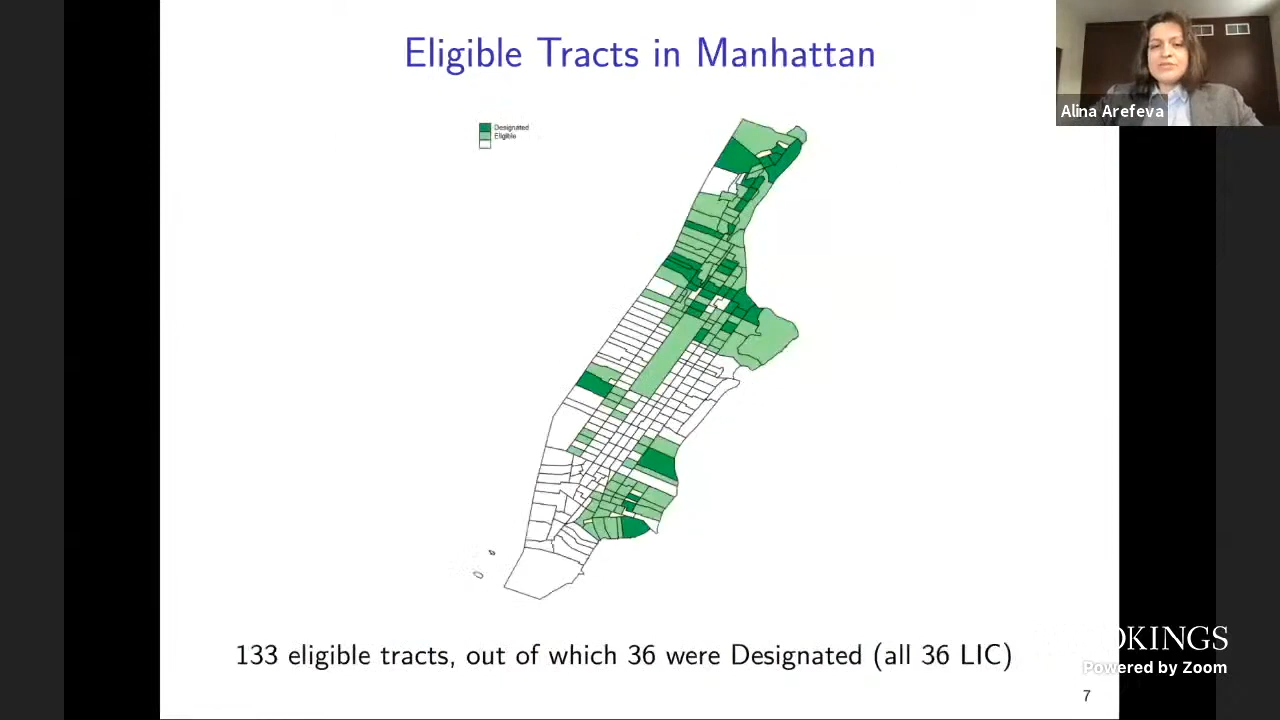 Eligible Tracts in Manhattan
Designated
Eligible
Alina Arefeva
133 eligible tracts, out of which 36 were Designated (all 36 LIC)
OKINGS
Powered by Zoom
7